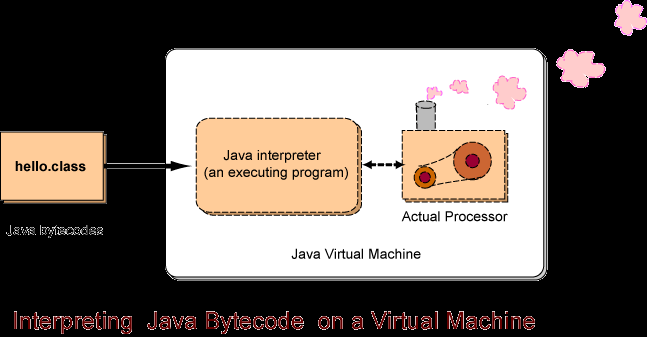 hello.class
Java bytecodes
Java interpreter
(an executing program)
Actual Processor
Java Virtual Machine
Interpreting Java Bytecode on a Virtual Machine